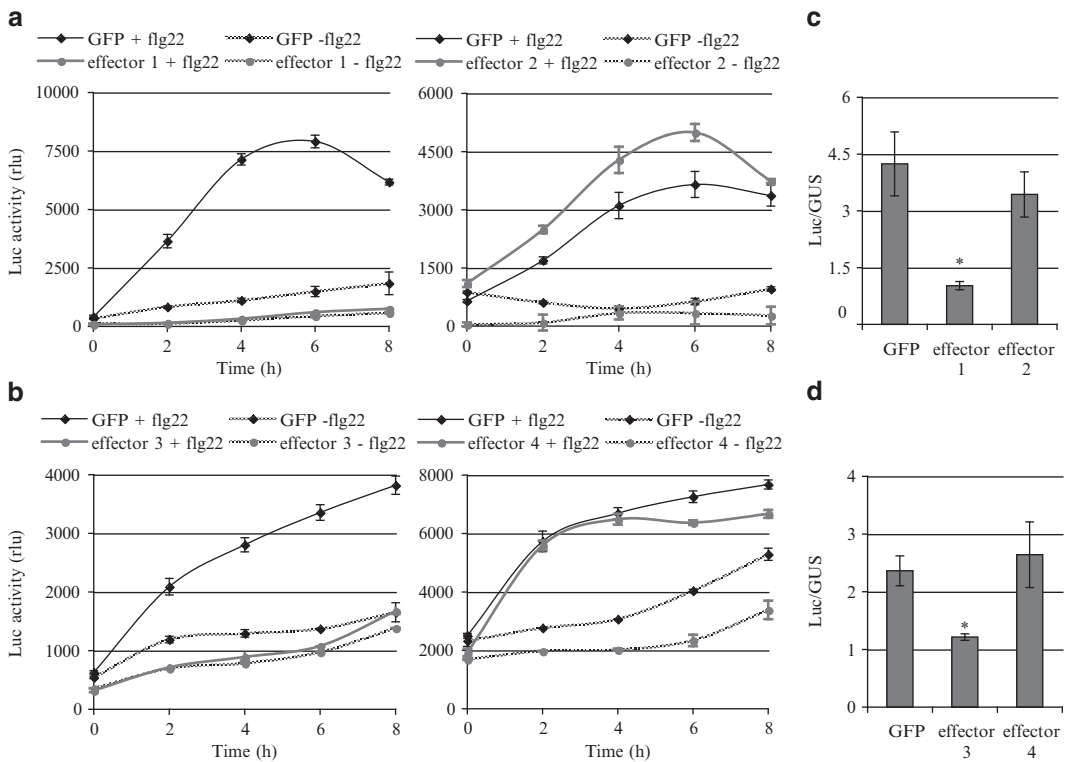 a
GFP + flg22
GFP -flg22
effector 1 + flg22
effector 1 - flg22
Luc activity (rlu)
10000
7500
5000
2500
0
0 2 4 6 8
Time (h)
GFP + flg22
GFP -flg22
effector 2 + flg22
effector 2 - flg22
6000
4500
3000
1500
0
0 2 4 6 8
Time (h)
c
Luc/GUS
6
4.5
3
1.5
0
*
GFP effector 1 effector 2
b
GFP + flg22
GFP -flg22
effector 3 + flg22
effector 3 - flg22
Luc activity (rlu)
4000
3000
2000
1000
0
0 2 4 6 8
Time (h)
GFP + flg22
GFP -flg22
effector 4 + flg22
effector 4 - flg22
8000
6000
4000
2000
0
0 2 4 6 8
Time (h)
d
Luc/GUS
4
3
2
1
0
*
GFP effector 3 effector 4